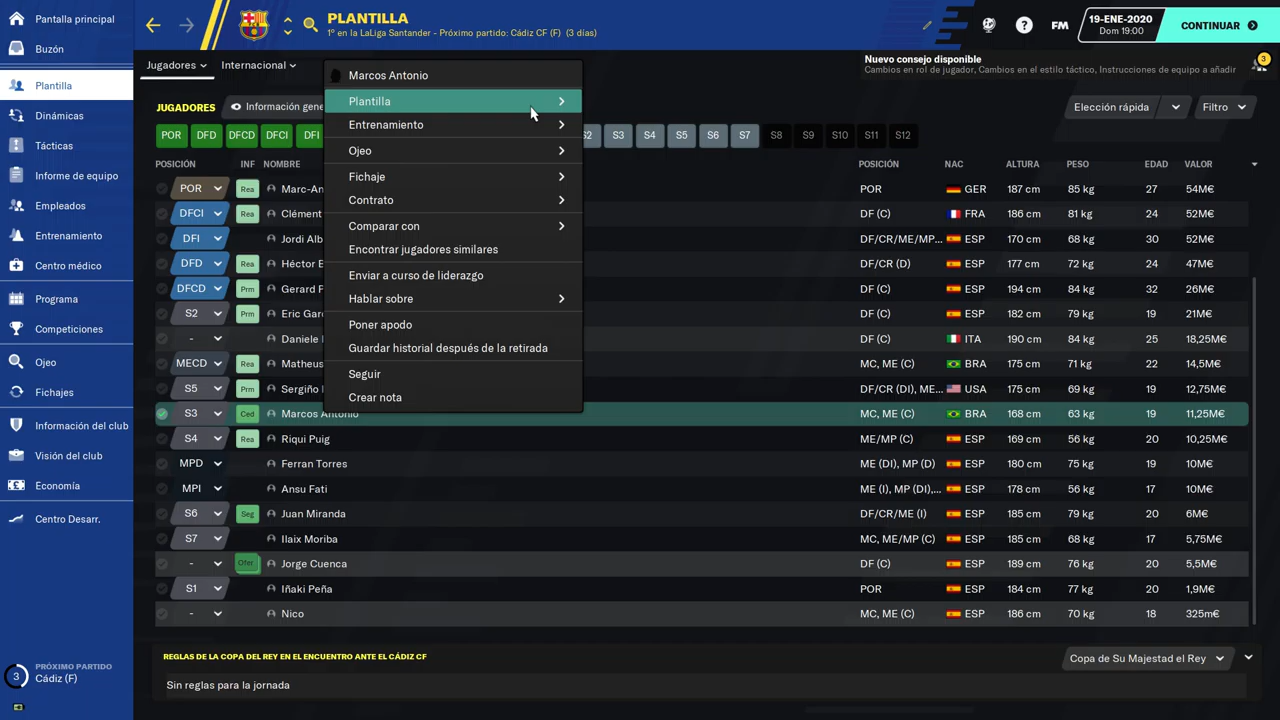 Pantalla principal
Buzón
Plantilla
Dinámicas
Tácticas
Informe de equipo
Empleados
Entrenamiento
Centro médico
Programa
Competiciones
Ojeo
Fichajes
Información del club
Visión del club
Economía
Centro Desarr.
3
PRÓXIMO PARTIDO
Cádiz (F)
PLANTILLA
1º en la LaLiga Santander - Próximo partido: Cádiz CF (F) (3 días)
FM
19-ENE-2020
Dom 19:00
CONTINUAR
Jugadores
Internacional
Nuevo consejo disponible
Cambios en rol de jugador, Cambios en el estilo táctico, Instrucciones de equipo a añadir
3
JUGADORES
Información gene
Elección rápida
Filtro
POR DFD DFCD DFCI DFI S2 S3 S4 S5 S6 S7 S8 S9 S10 S11 S12
Marcos Antonio
Plantilla
Entrenamiento
Ojeo
Fichaje
Contrato
Comparar con
Encontrar jugadores similares
Enviar a curso de liderazgo
Hablar sobre
Poner apodo
Guardar historial después de la retirada
Seguir
Crear nota
POSICIÓN INF NOMBRE POSICIÓN NAC ALTURA PESO EDAD VALOR
POR Rea Marc-An POR GER 187 cm 85 kg 27 54M€
DFCI Rea Clément DF (C) FRA 186 cm 81 kg 24 52M€
DFI Jordi Alb DF/CR/ME/MP... ESP 170 cm 68 kg 30 52M€
DFD Rea Héctor B DF/CR (D) ESP 177 cm 72 kg 24 47M€
DFCD Prm Gerard P DF (C) ESP 194 cm 84 kg 32 26M€
S2 Prm Eric Garc DF (C) ESP 182 cm 79 kg 19 21M€
- Daniele DF (C) ITA 190 cm 84 kg 25 18,25M€
MECD Rea Matheus MC, ME (C) BRA 175 cm 71 kg 22 14,5M€
S5 Prm Sergiño DF/CR (DI), ME... USA 175 cm 69 kg 19 12,75M€
S3 Ced Marcos Antonio MC, ME (C) BRA 168 cm 63 kg 19 11,25M€
S4 Rea Riqui Puig ME/MP (C) ESP 169 cm 56 kg 20 10,25M€
MPD Ferran Torres ME (DI), MP (D) ESP 180 cm 75 kg 19 10M€
MPI Ansu Fati ME (I), MP (DI),... ESP 178 cm 56 kg 17 10M€
S6 Seg Juan Miranda DF/CR/ME (I) ESP 185 cm 79 kg 20 6M€
S7 Ilaix Moriba MC, ME/MP (C) ESP 185 cm 68 kg 17 5,75M€
- Ofer Jorge Cuenca DF (C) ESP 189 cm 76 kg 20 5,5M€
S1 Iñaki Peña POR ESP 184 cm 77 kg 20 1,9M€
- Nico MC, ME (C) ESP 186 cm 70 kg 18 325m€
REGLAS DE LA COPA DEL REY EN EL ENCUENTRO ANTE EL CÁDIZ CF
Copa de Su Majestad el Rey
Sin reglas para la jornada